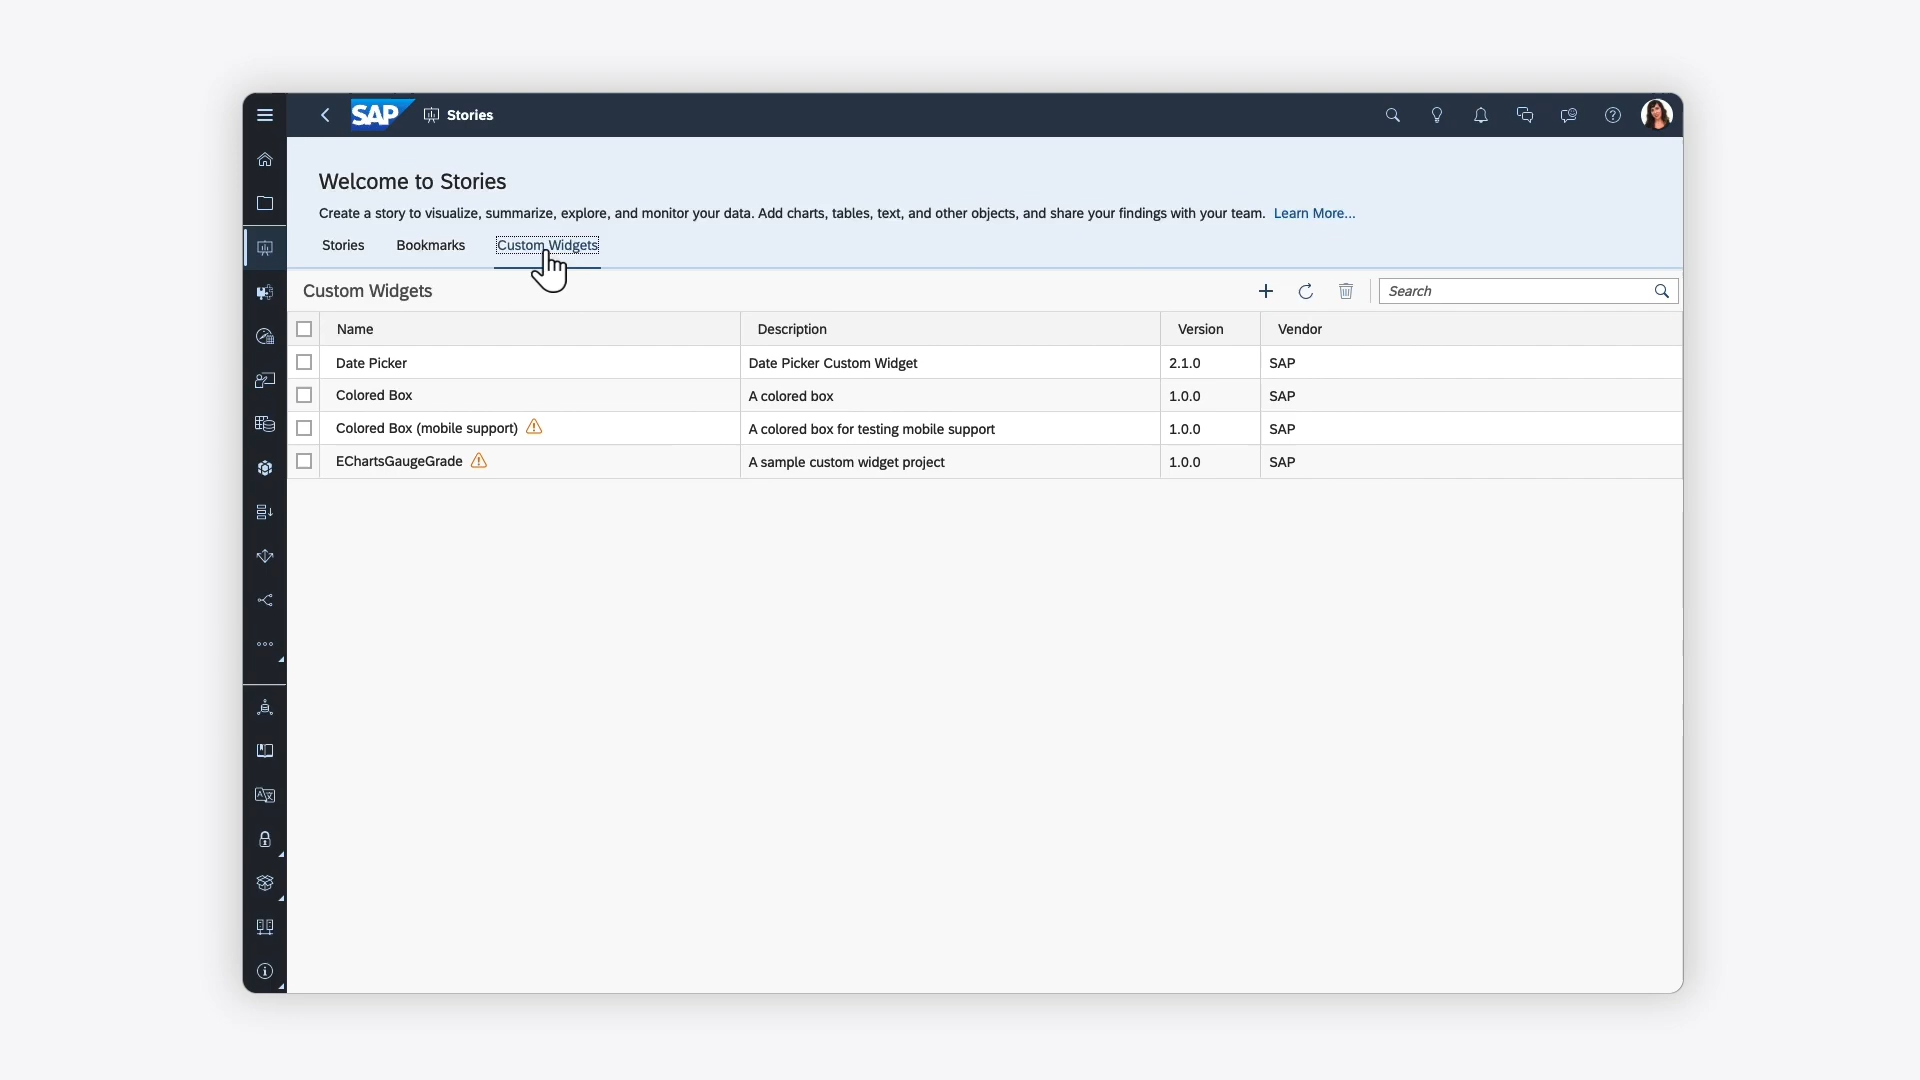 SAP Stories
Welcome to Stories
Create a story to visualize, summarize, explore, and monitor your data. Add charts, tables, text, and other objects, and share your findings with your team. Learn More...
Stories Bookmarks Custom Widgets
Custom Widgets Search
Name Description Version Vendor
Date Picker Date Picker Custom Widget 2.1.0 SAP
Colored Box A colored box 1.0.0 SAP
Colored Box (mobile support) A colored box for testing mobile support 1.0.0 SAP
EChartsGaugeGrade A sample custom widget project 1.0.0 SAP